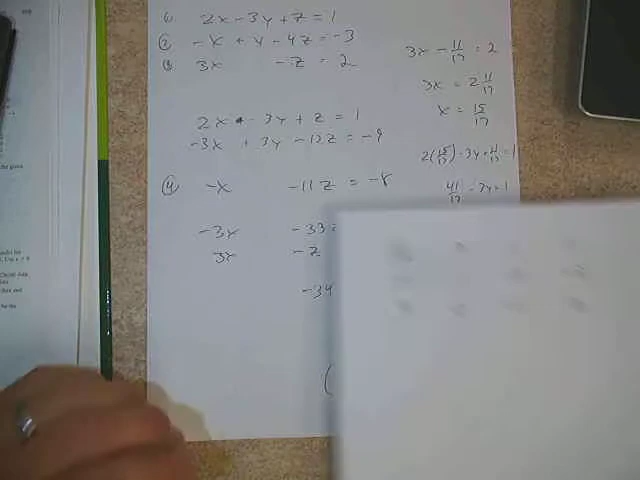 ① 2x - 3y + z = 1
② -x + y - 4z = -3
③ 3x - z = 2
2x - 3y + z = 1
-3x + 3y - 12z = -9
④ -x -11z = -8
-3x -33z
3x -z
-34
(
3x - 11/17 = 2
3x = 2 11/17
x = 15/17
2(15/17) - 3y + 11/17 = 1
41/17 - 3y = 1